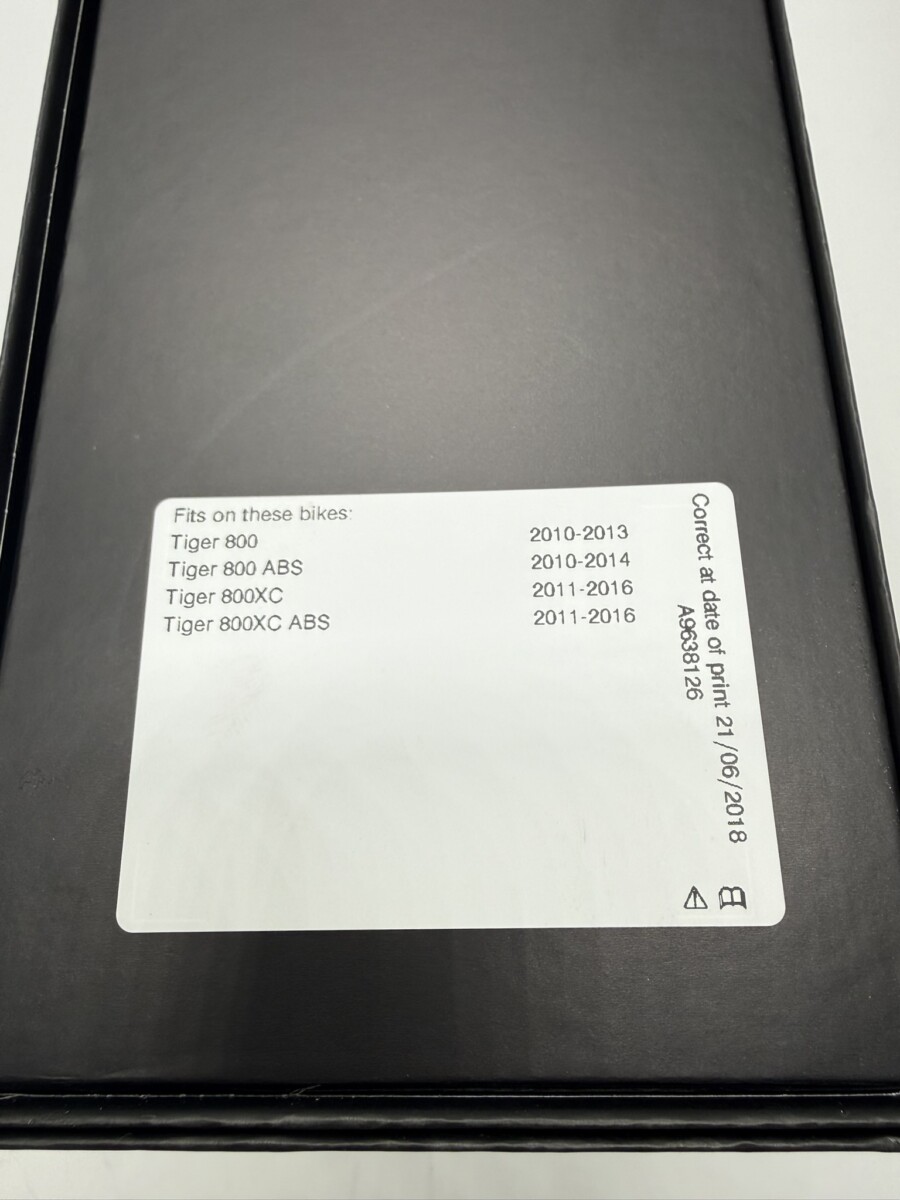 Fits on these bikes:
Tiger 800 2010-2013
Tiger 800 ABS 2010-2014
Tiger 800XC 2011-2016
Tiger 800XC ABS 2011-2016
Correct at date of print 21/06/2018
A9638126